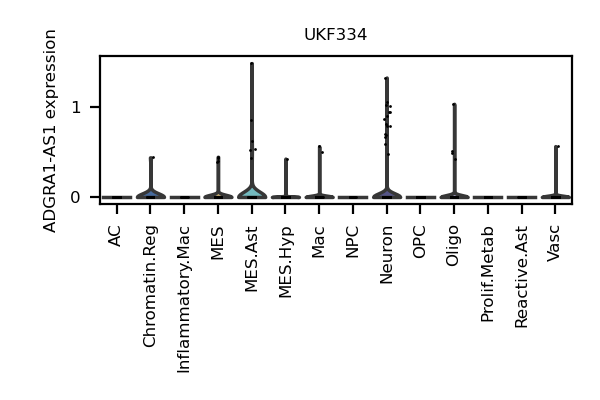 UKF334
ADGRA1-AS1 expression
1
0
AC
Chromatin.Reg
Inflammatory.Mac
MES
MES.Ast
MES.Hyp
Mac
NPC
Neuron
OPC
Oligo
Prolif.Metab
Reactive.Ast
Vasc